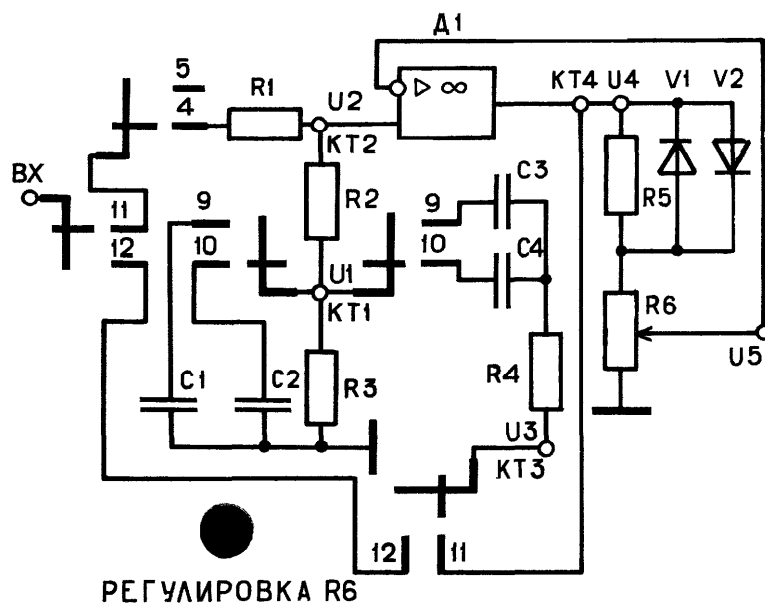 Д1
5
4
R1
U2
▷ ∞
КТ4
U4
V1
V2
КТ2
ВХ
11
12
9
10
R2
9
10
C3
C4
R5
U1
КТ1
R6
U5
C1
C2
R3
R4
U3
КТ3
12
11
РЕГУЛИРОВКА R6